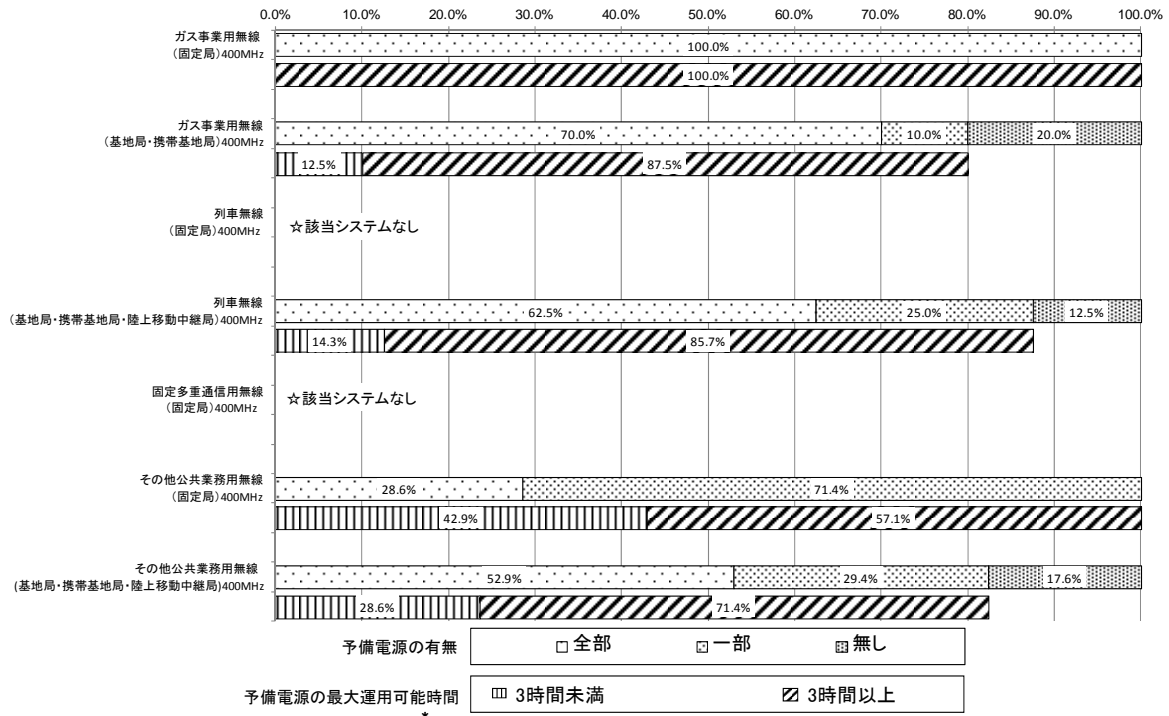 0.0% 10.0% 20.0% 30.0% 40.0% 50.0% 60.0% 70.0% 80.0% 90.0% 100.0%
ガス事業用無線
（固定局）400MHz
100.0%
100.0%
ガス事業用無線
（基地局・携帯基地局）400MHz
70.0% 10.0% 20.0%
12.5% 87.5%
列車無線
（固定局）400MHz
☆該当システムなし
列車無線
（基地局・携帯基地局・陸上移動中継局）400MHz
62.5% 25.0% 12.5%
14.3% 85.7%
固定多重通信用無線
（固定局）400MHz
☆該当システムなし
その他公共業務用無線
（固定局）400MHz
28.6% 71.4%
42.9% 57.1%
その他公共業務用無線
(基地局・携帯基地局・陸上移動中継局)400MHz
52.9% 29.4% 17.6%
28.6% 71.4%
予備電源の有無 全部 一部 無し
予備電源の最大運用可能時間 3時間未満 3時間以上
*